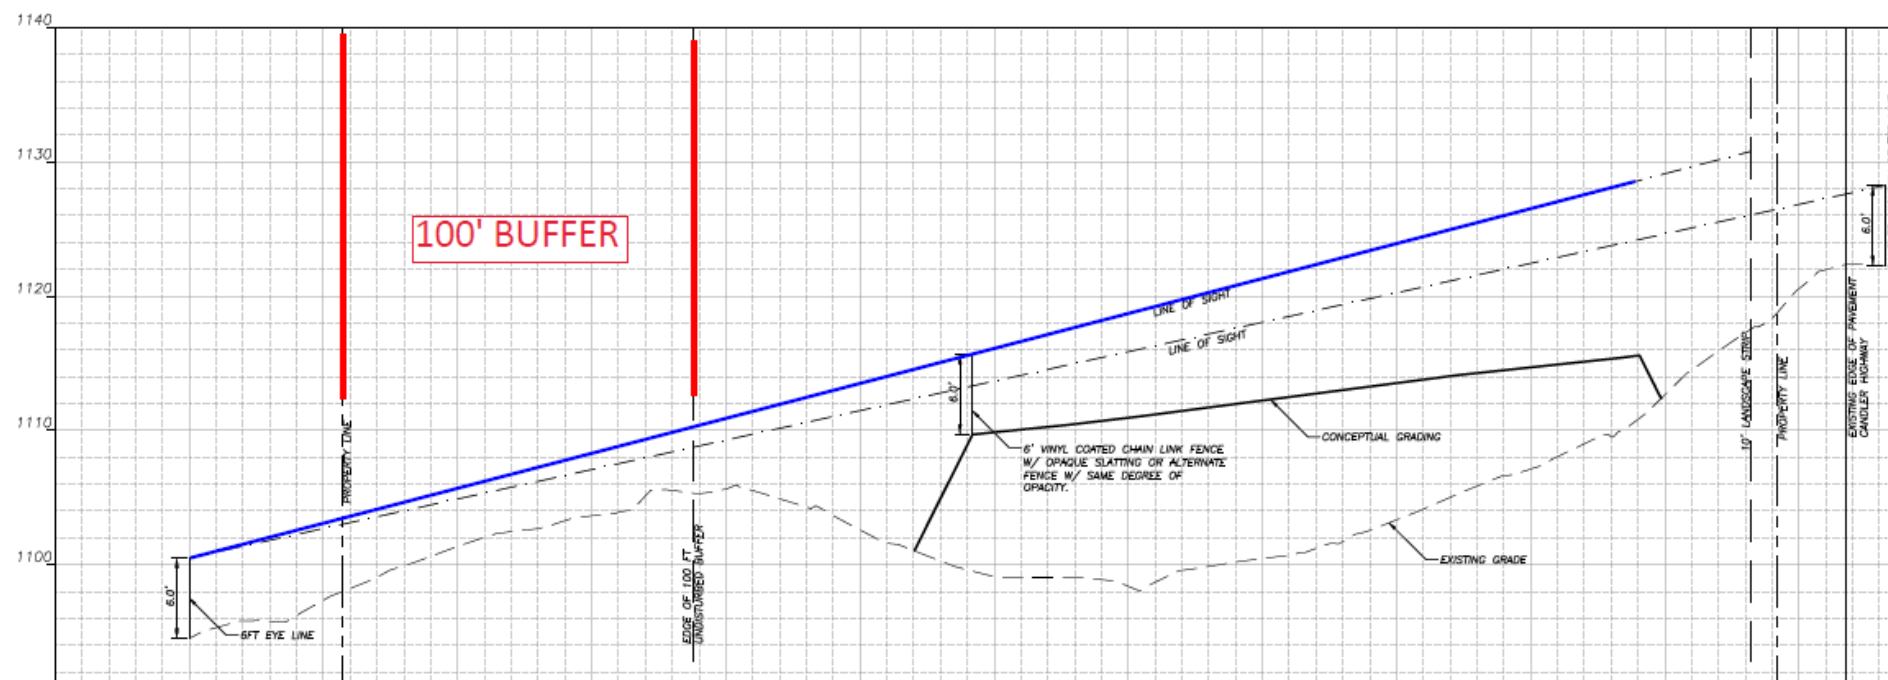 1140
1130
1120
1110
1100
100' BUFFER
PROPERTY LINE
EDGE OF 100 FT
UNDISTURBED BUFFER
6.0'
6FT EYE LINE
6.0'
6' VINYL COATED CHAIN LINK FENCE
W/ OPAQUE SLATTING OR ALTERNATE
FENCE W/ SAME DEGREE OF
OPACITY.
LINE OF SIGHT
LINE OF SIGHT
CONCEPTUAL GRADING
EXISTING GRADE
10' LANDSCAPE STRIP
PROPERTY LINE
EXISTING EDGE OF PAVEMENT
CANDLER HIGHWAY
6.0'